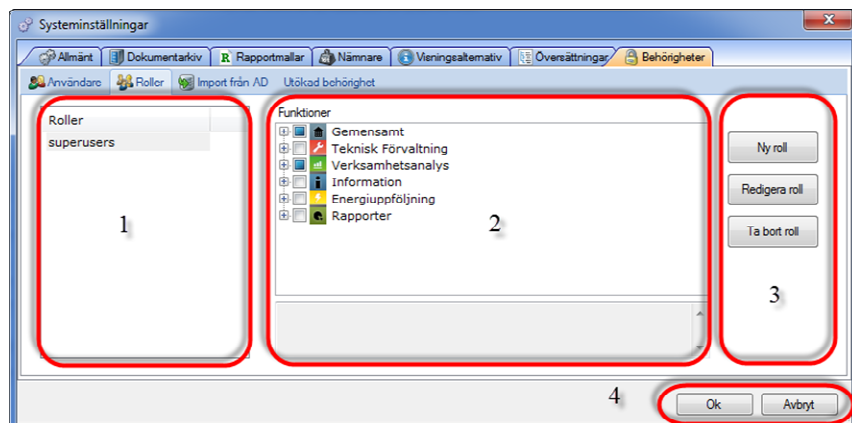 Systeminställningar
Allmänt Dokumentarkiv Rapportmallar Nämnare Visningsalternativ Översättningar Behörigheter
Användare Roller Import från AD Utökad behörighet
Roller
superusers
1
Funktioner
Gemensamt
Teknisk Förvaltning
Verksamhetsanalys
Information
Energiuppföljning
Rapporter
2
Ny roll
Redigera roll
Ta bort roll
3
4
Ok Avbryt